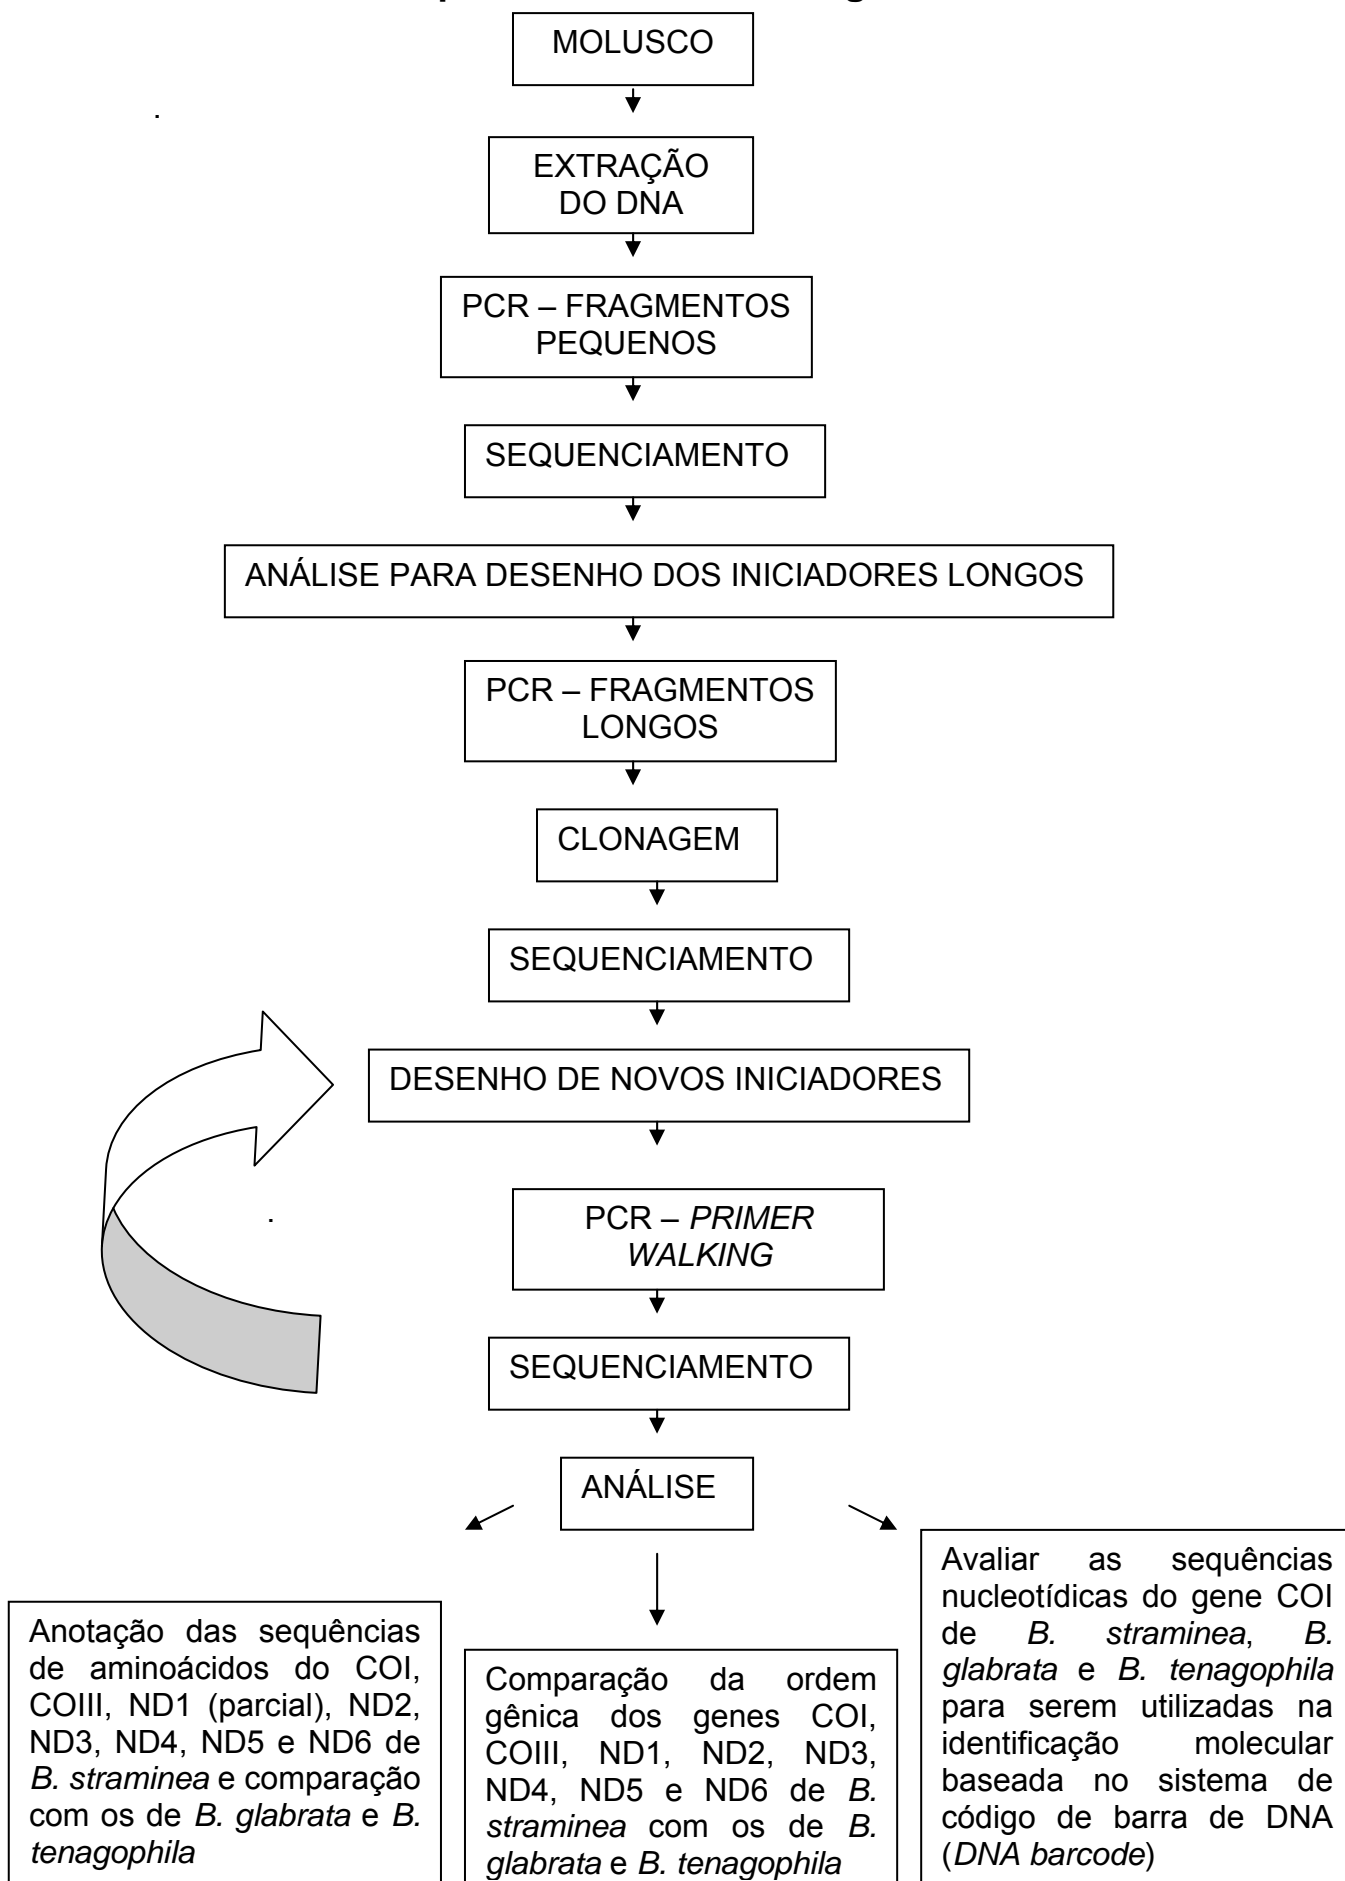 MOLUSCO
EXTRAÇÃO
DO DNA
PCR – FRAGMENTOS
PEQUENOS
SEQUENCIAMENTO
ANÁLISE PARA DESENHO DOS INICIADORES LONGOS
PCR – FRAGMENTOS
LONGOS
CLONAGEM
SEQUENCIAMENTO
DESENHO DE NOVOS INICIADORES
PCR – PRIMER
WALKING
SEQUENCIAMENTO
ANÁLISE
Anotação das sequências
de aminoácidos do COI,
COIII, ND1 (parcial), ND2,
ND3, ND4, ND5 e ND6 de
B. straminea e comparação
com os de B. glabrata e B.
tenagophila
Comparação da ordem
gênica dos genes COI,
COIII, ND1, ND2, ND3,
ND4, ND5 e ND6 de B.
straminea com os de B.
glabrata e B. tenagophila
Avaliar as sequências
nucleotídicas do gene COI
de B. straminea, B.
glabrata e B. tenagophila
para serem utilizadas na
identificação molecular
baseada no sistema de
código de barra de DNA
(DNA barcode)